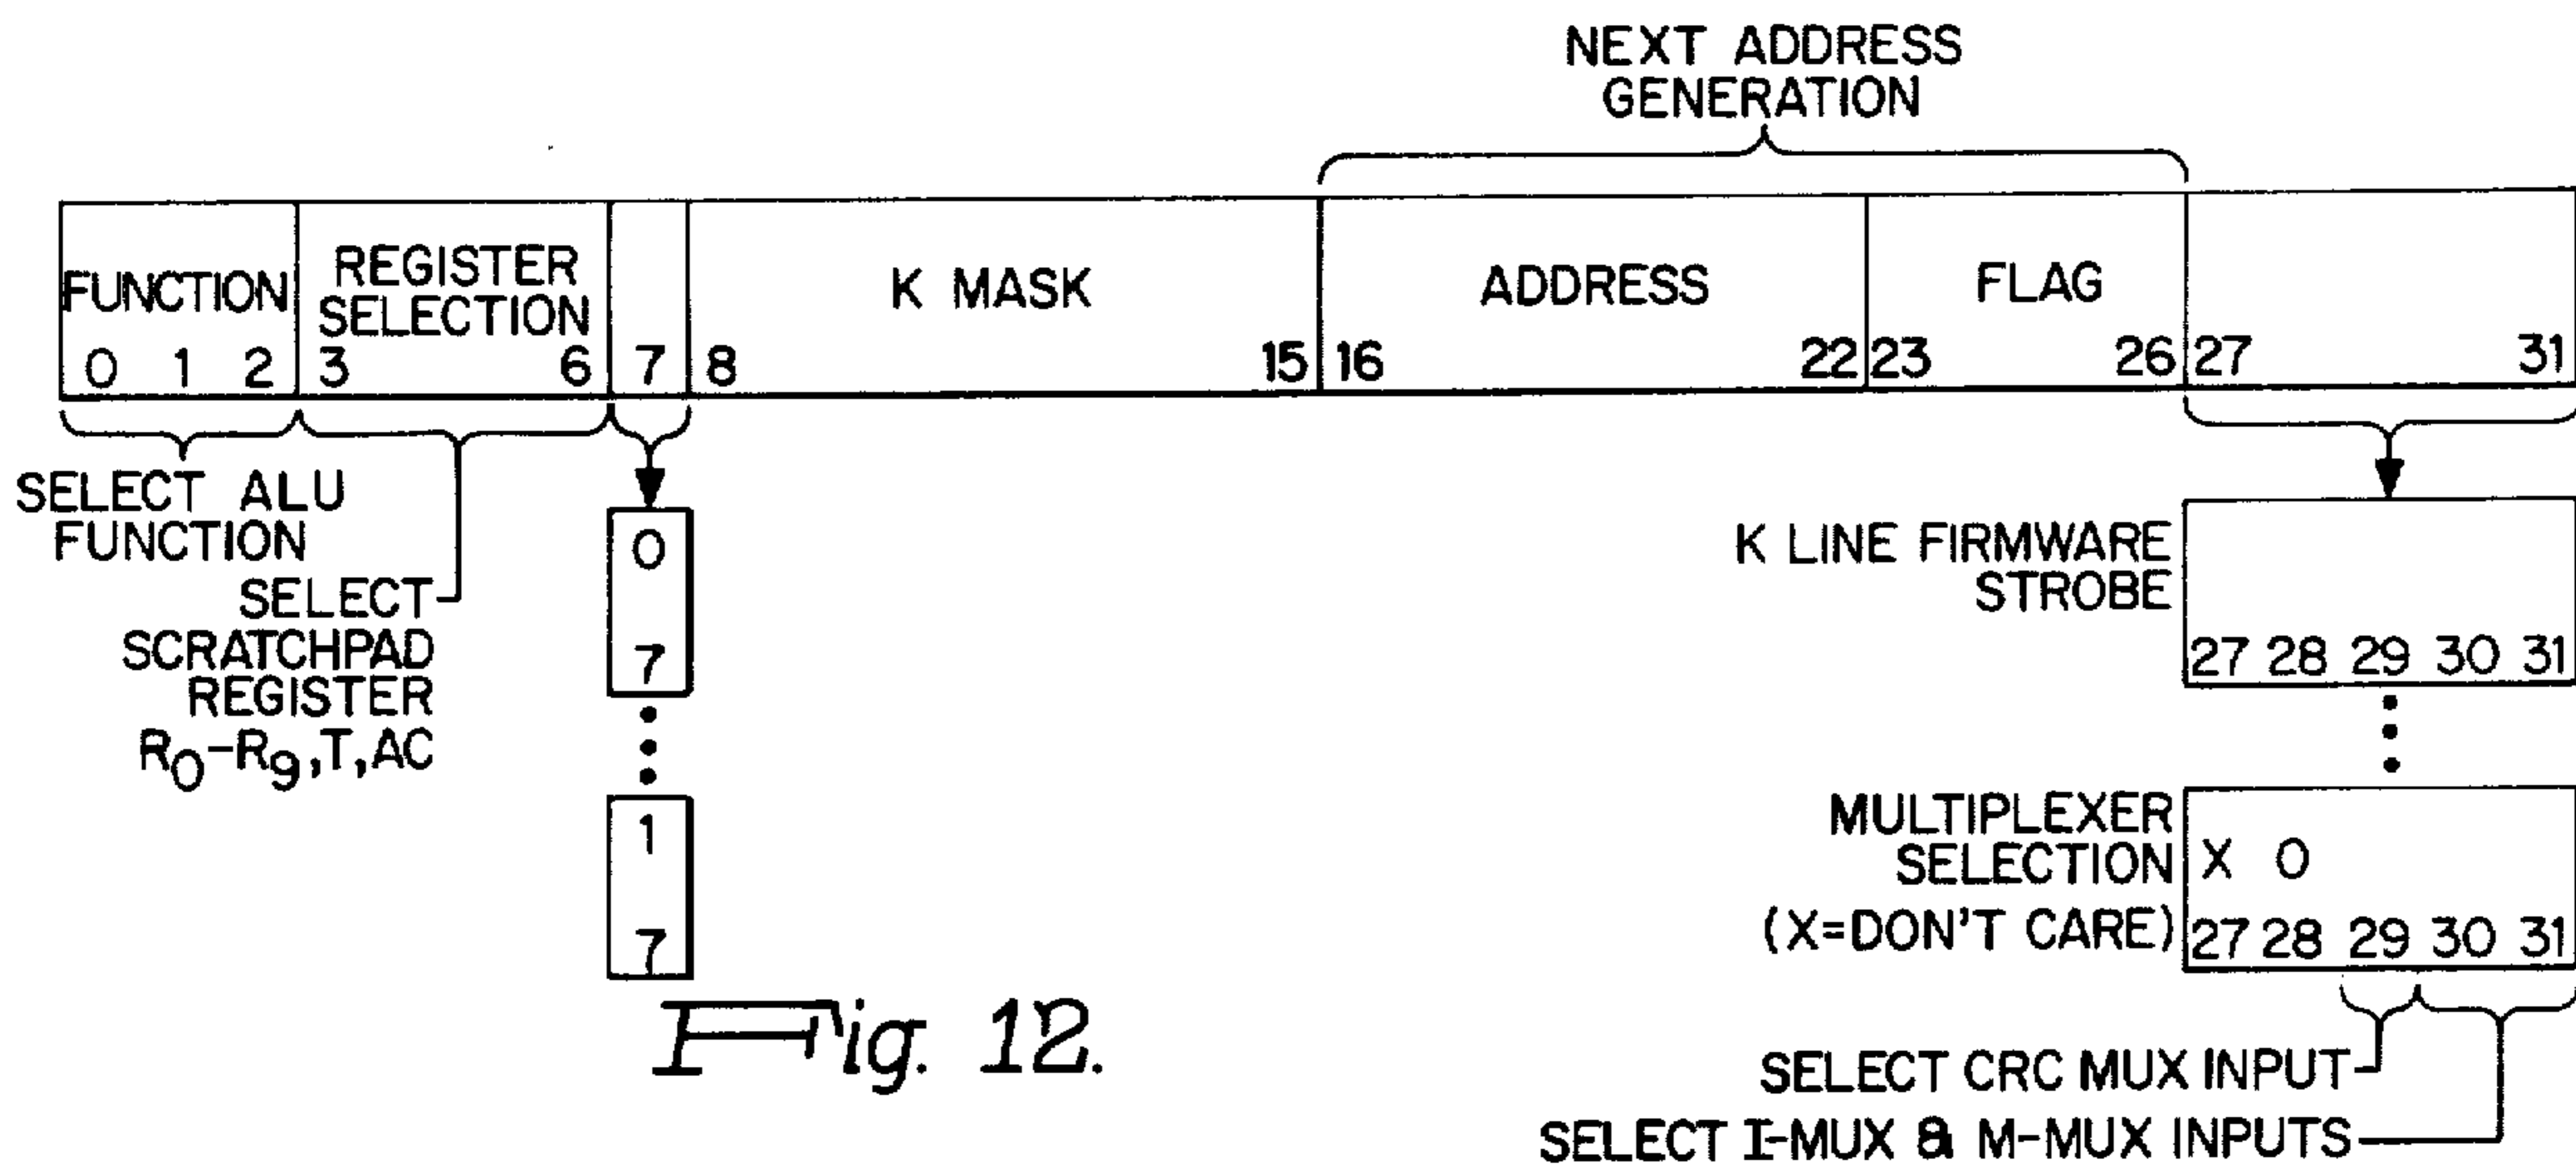 NEXT ADDRESS
GENERATION
FUNCTION
0 1 2
REGISTER
SELECTION
3 6
7
K MASK
8 15
ADDRESS
16 22
FLAG
23 26
27 31
SELECT ALU
FUNCTION
SELECT
SCRATCHPAD
REGISTER
R0-R9,T,AC
0
7
1
7
K LINE FIRMWARE
STROBE
27 28 29 30 31
MULTIPLEXER
SELECTION
(X=DON'T CARE)
X 0
27 28 29 30 31
SELECT CRC MUX INPUT
SELECT I-MUX & M-MUX INPUTS
Fig. 12.